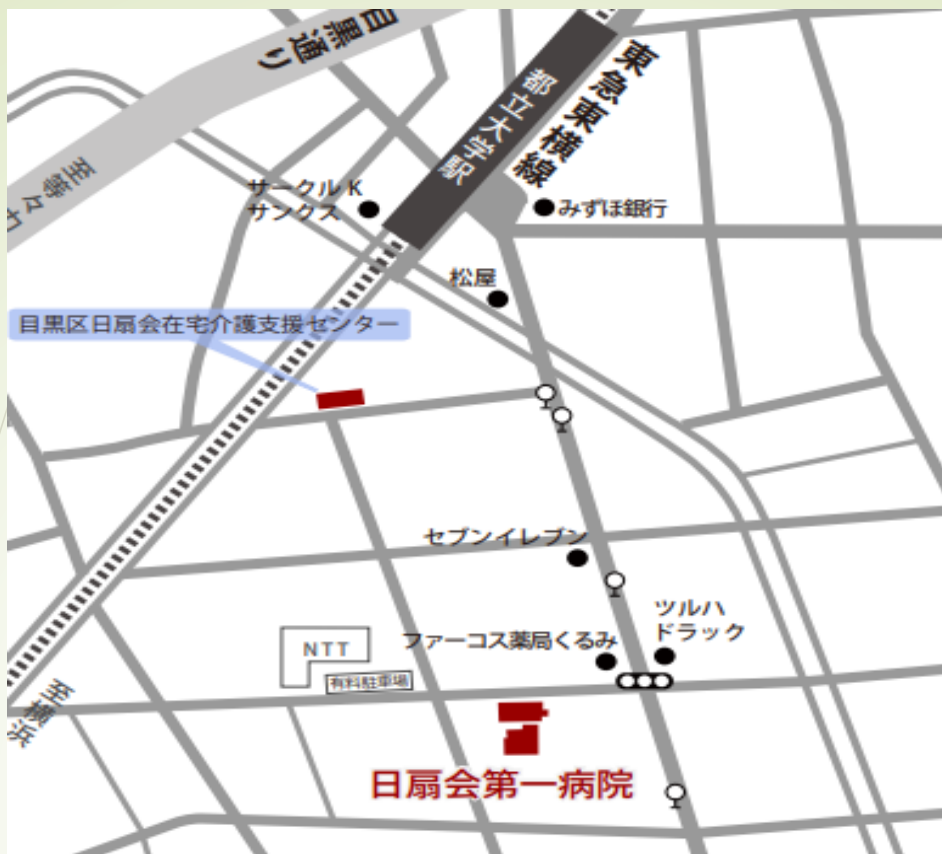 目黒通り
東急東横線
都立大学駅
至等々力
サークルK
サンクス
みずほ銀行
松屋
目黒区日扇会在宅介護支援センター
セブンイレブン
ツルハ
ドラック
ファーコス薬局くるみ
NTT
有料駐車場
至横浜
日扇会第一病院